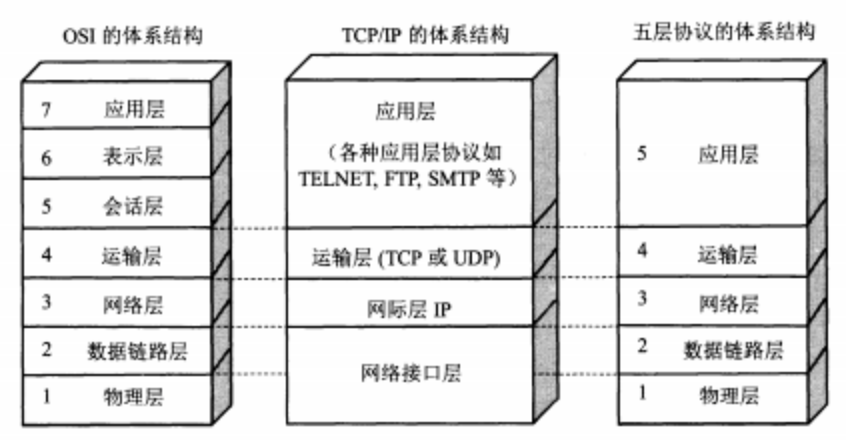 OSI 的体系结构
7 应用层
6 表示层
5 会话层
4 运输层
3 网络层
2 数据链路层
1 物理层
TCP/IP 的体系结构
应用层
（各种应用层协议如
TELNET, FTP, SMTP 等）
运输层 (TCP 或 UDP)
网际层 IP
网络接口层
五层协议的体系结构
5 应用层
4 运输层
3 网络层
2 数据链路层
1 物理层